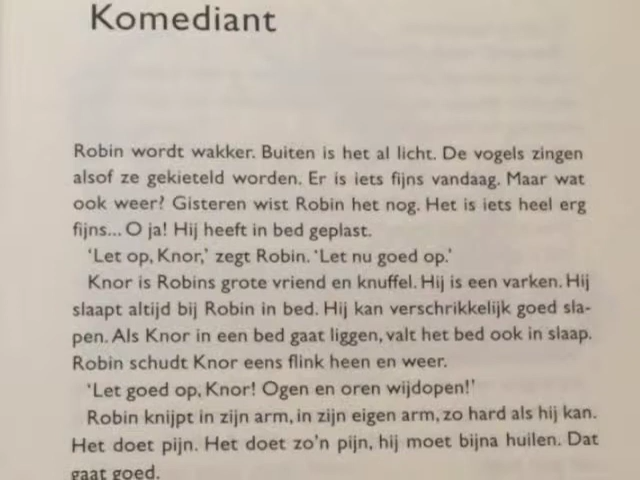 Komediant
Robin wordt wakker. Buiten is het al licht. De vogels zingen
alsof ze gekieteld worden. Er is iets fijns vandaag. Maar wat
ook weer? Gisteren wist Robin het nog. Het is iets heel erg
fijns... O ja! Hij heeft in bed geplast.
‘Let op, Knor,’ zegt Robin. ‘Let nu goed op.’
Knor is Robins grote vriend en knuffel. Hij is een varken. Hij
slaapt altijd bij Robin in bed. Hij kan verschrikkelijk goed sla-
pen. Als Knor in een bed gaat liggen, valt het bed ook in slaap.
Robin schudt Knor eens flink heen en weer.
‘Let goed op, Knor! Ogen en oren wijdopen!’
Robin knijpt in zijn arm, in zijn eigen arm, zo hard als hij kan.
Het doet pijn. Het doet zo’n pijn, hij moet bijna huilen. Dat
gaat goed.